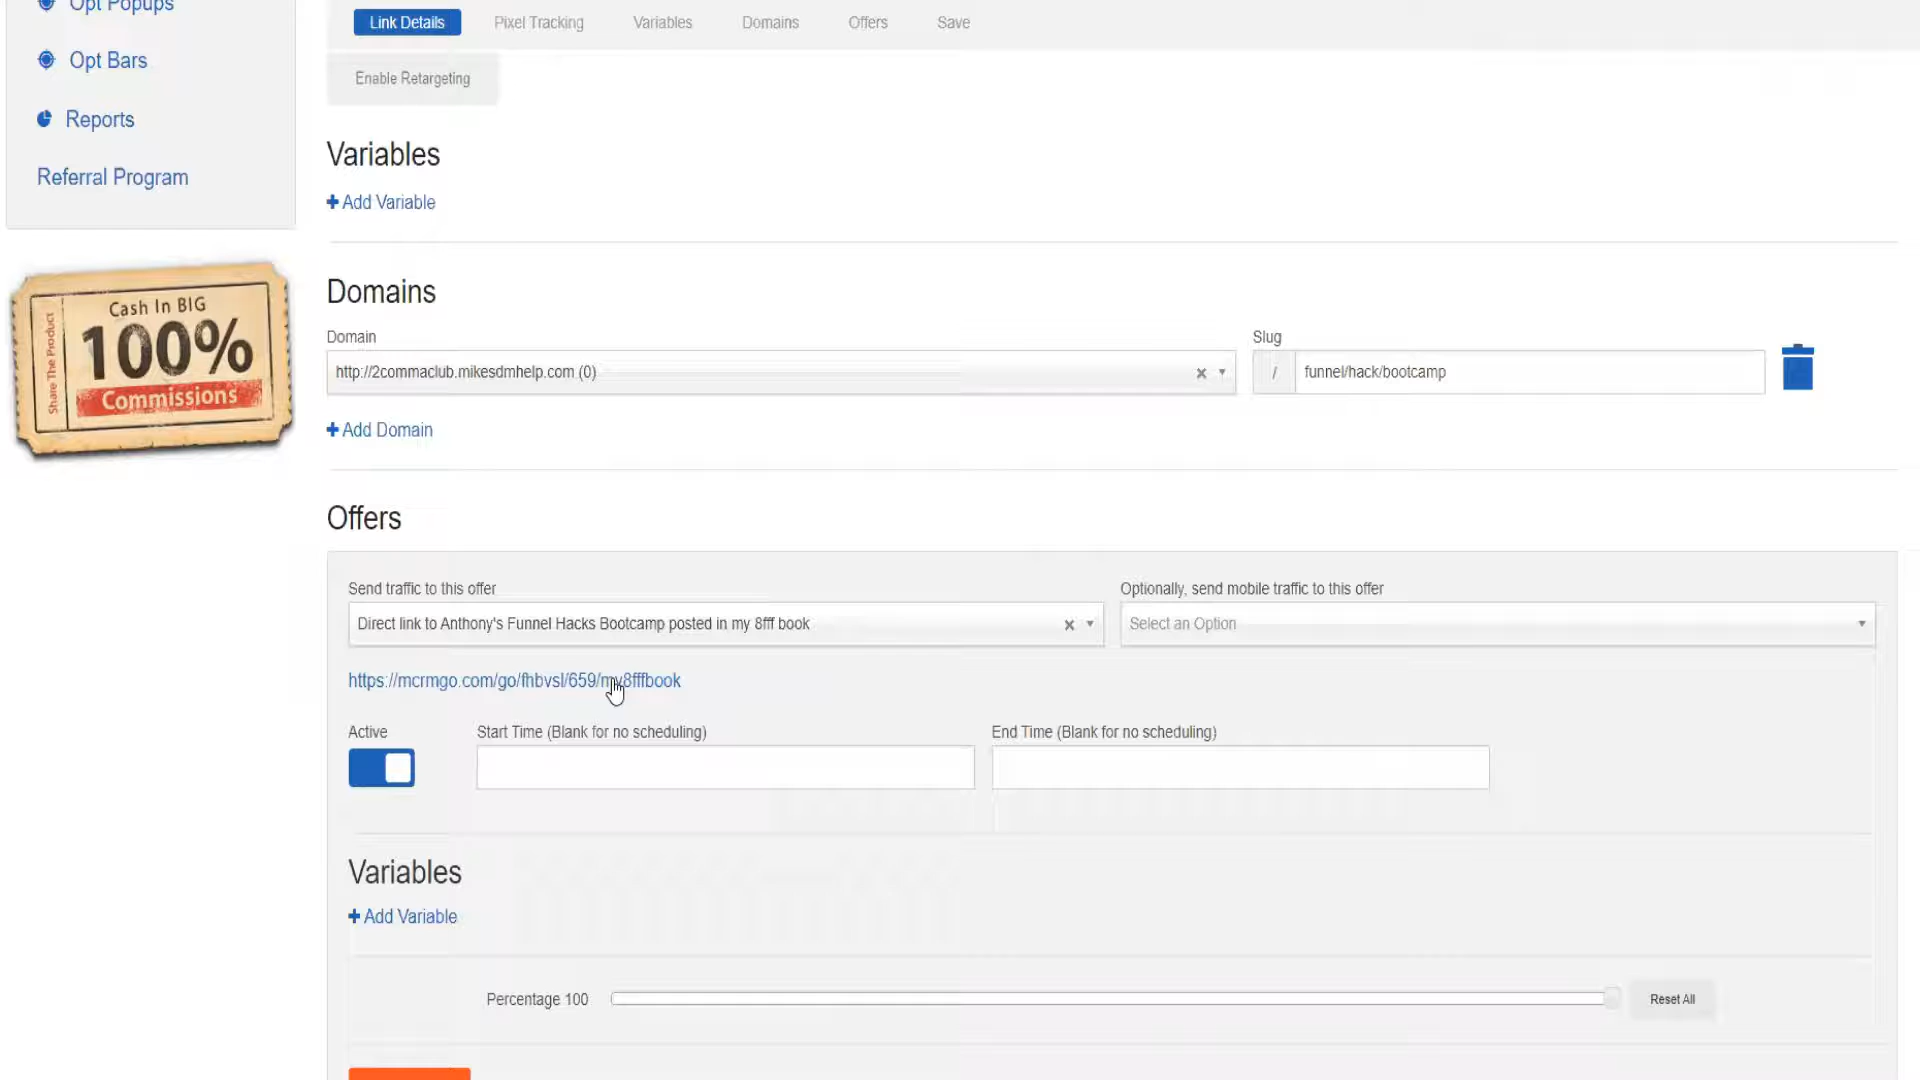 Opt Popups
Opt Bars
Reports
Referral Program
Share The Product
Cash In BIG
100%
Commissions
Link Details Pixel Tracking Variables Domains Offers Save
Enable Retargeting
Variables
+ Add Variable
Domains
Domain Slug
http://2commaclub.mikesdmhelp.com (0) / funnel/hack/bootcamp
+ Add Domain
Offers
Send traffic to this offer Optionally, send mobile traffic to this offer
Direct link to Anthony's Funnel Hacks Bootcamp posted in my 8fff book Select an Option
https://mcrmgo.com/go/fhbvsl/659/my8fffbook
Active Start Time (Blank for no scheduling) End Time (Blank for no scheduling)
Variables
+ Add Variable
Percentage 100 Reset All